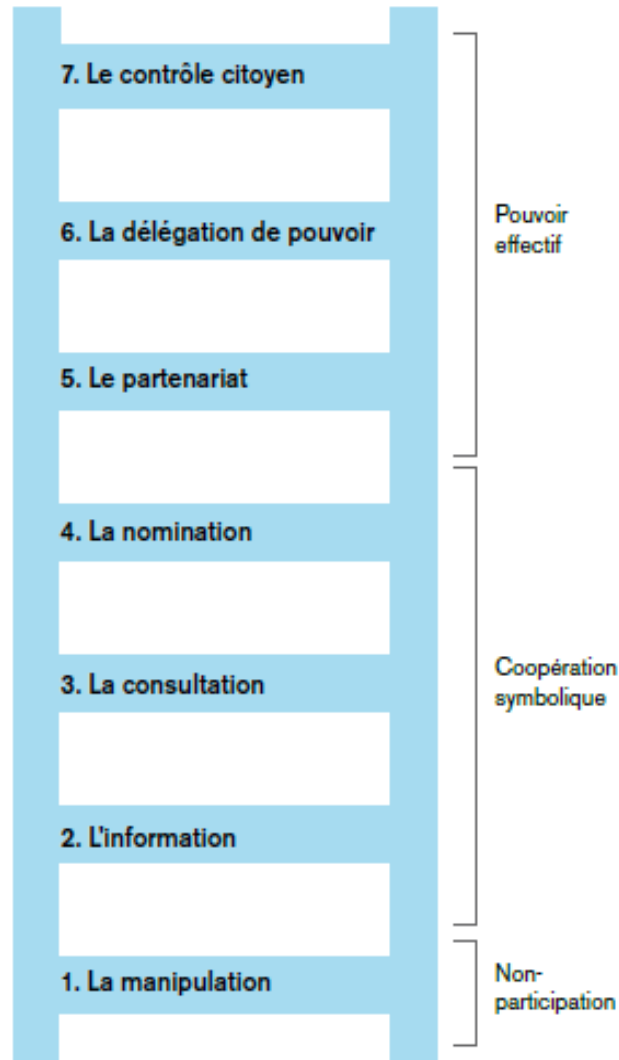 7. Le contrôle citoyen
Pouvoir
effectif
6. La délégation de pouvoir
5. Le partenariat
4. La nomination
Coopération
symbolique
3. La consultation
2. L'information
1. La manipulation
Non-
participation